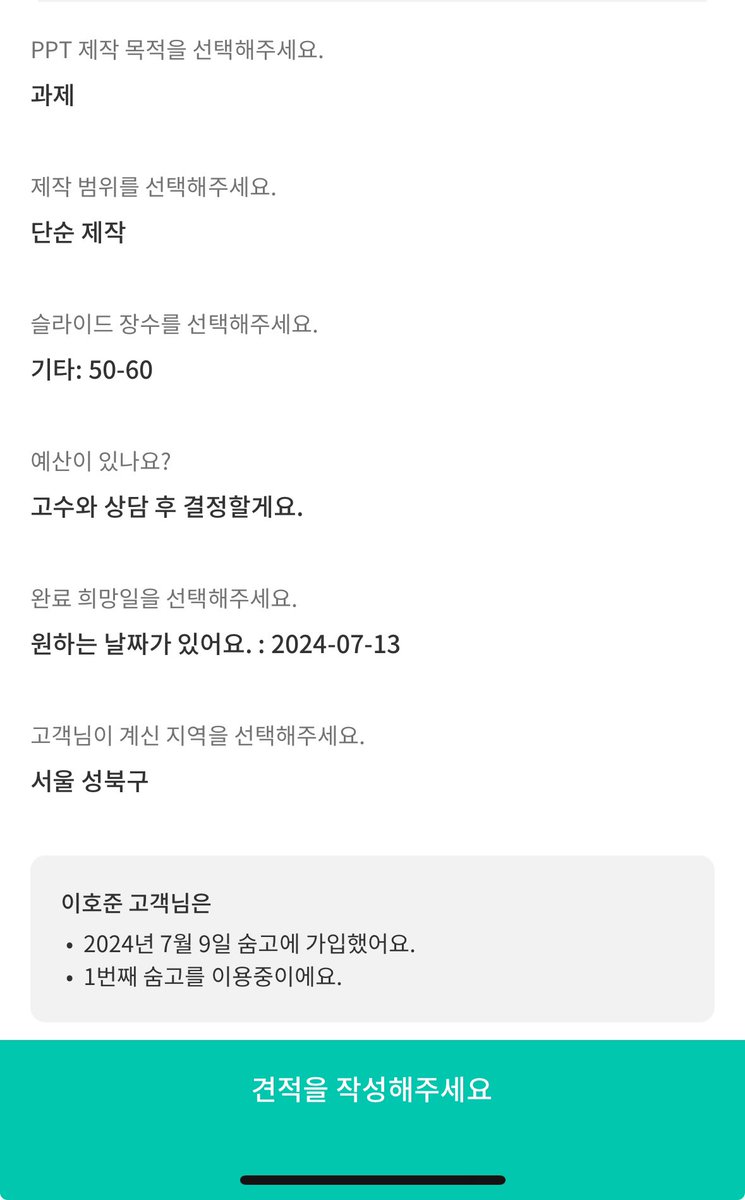 PPT 제작 목적을 선택해주세요.
과제
제작 범위를 선택해주세요.
단순 제작
슬라이드 장수를 선택해주세요.
기타: 50-60
예산이 있나요?
고수와 상담 후 결정할게요.
완료 희망일을 선택해주세요.
원하는 날짜가 있어요. : 2024-07-13
고객님이 계신 지역을 선택해주세요.
서울 성북구
이호준 고객님은
• 2024년 7월 9일 숨고에 가입했어요.
• 1번째 숨고를 이용중이에요.
견적을 작성해주세요